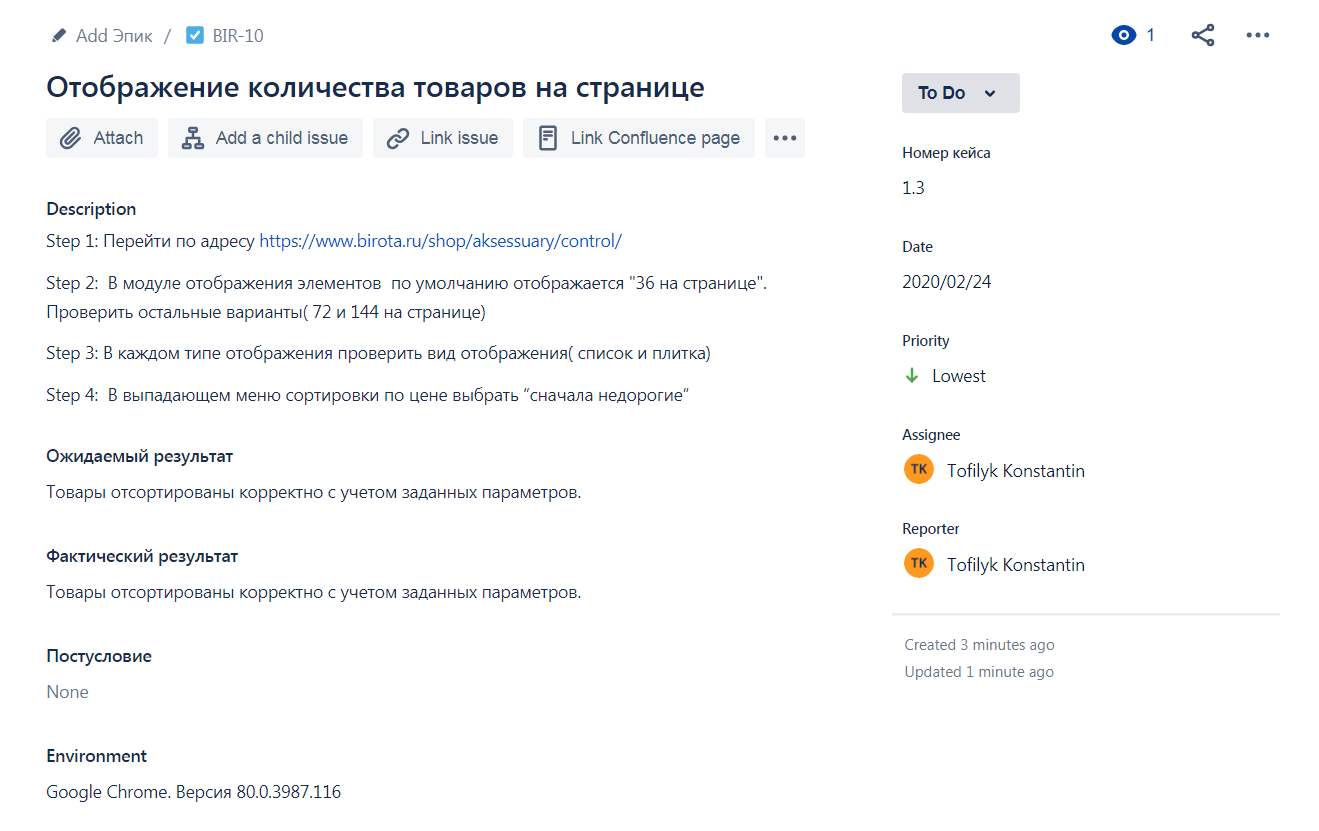 Add Эпик / BIR-10
1
Отображение количества товаров на странице
Attach
Add a child issue
Link issue
Link Confluence page
Description
Step 1: Перейти по адресу https://www.birota.ru/shop/aksessuary/control/
Step 2:  В модуле отображения элементов  по умолчанию отображается "36 на странице".
Проверить остальные варианты( 72 и 144 на странице)
Step 3: В каждом типе отображения проверить вид отображения( список и плитка)
Step 4:  В выпадающем меню сортировки по цене выбрать “сначала недорогие”
Ожидаемый результат
Товары отсортированы корректно с учетом заданных параметров.
Фактический результат
Товары отсортированы корректно с учетом заданных параметров.
Постусловие
None
Environment
Google Chrome. Версия 80.0.3987.116
To Do
Номер кейса
1.3
Date
2020/02/24
Priority
Lowest
Assignee
TK Tofilyk Konstantin
Reporter
TK Tofilyk Konstantin
Created 3 minutes ago
Updated 1 minute ago